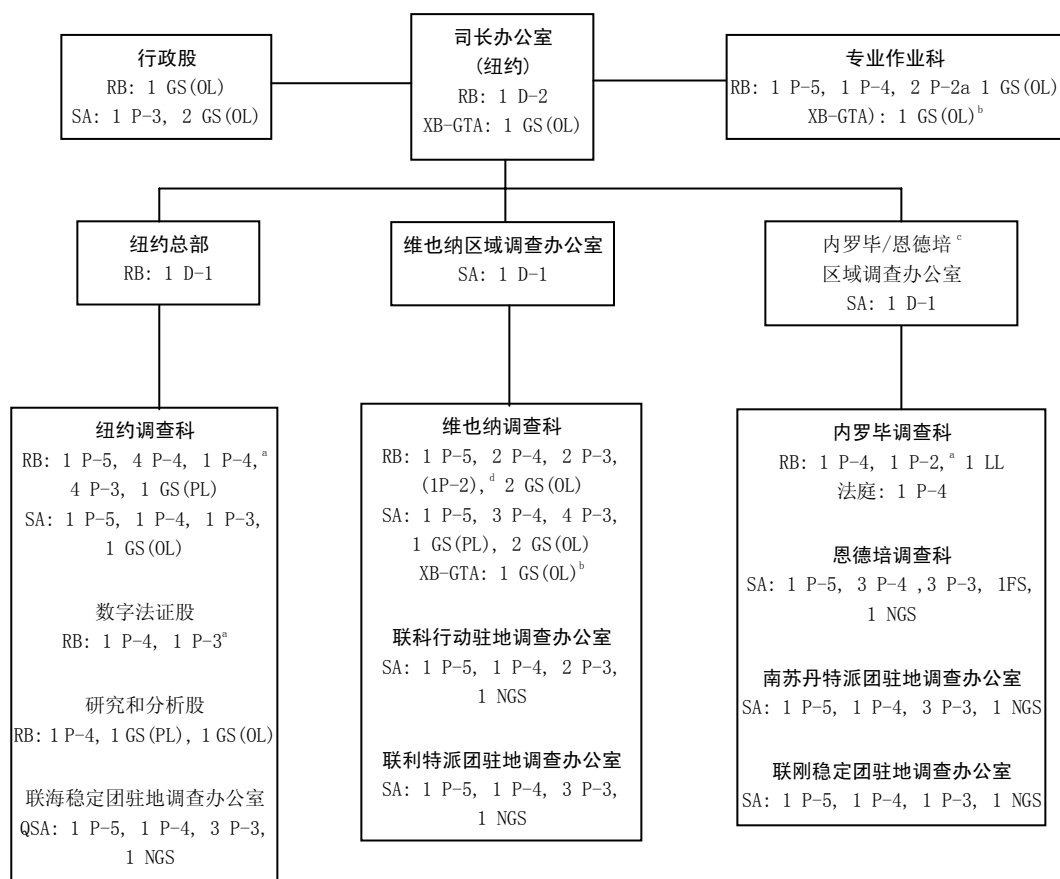 行政股
RB: 1 GS(OL)
SA: 1 P-3, 2 GS(OL)
司长办公室
(纽约)
RB: 1 D-2
XB-GTA: 1 GS(OL)
专业作业科
RB: 1 P-5, 1 P-4, 2 P-2a 1 GS(OL)
XB-GTA): 1 GS(OL)b
纽约总部
RB: 1 D-1
维也纳区域调查办公室
SA: 1 D-1
内罗毕/恩德培c
区域调查办公室
SA: 1 D-1
纽约调查科
RB: 1 P-5, 4 P-4, 1 P-4,a
4 P-3, 1 GS(PL)
SA: 1 P-5, 1 P-4, 1 P-3,
1 GS(OL)
数字法证股
RB: 1 P-4, 1 P-3a
研究和分析股
RB: 1 P-4, 1 GS(PL), 1 GS(OL)
联海稳定团驻地调查办公室
QSA: 1 P-5, 1 P-4, 3 P-3,
1 NGS
维也纳调查科
RB: 1 P-5, 2 P-4, 2 P-3,
(1P-2),d 2 GS(OL)
SA: 1 P-5, 3 P-4, 4 P-3,
1 GS(PL), 2 GS(OL)
XB-GTA: 1 GS(OL)b
联科行动驻地调查办公室
SA: 1 P-5, 1 P-4, 2 P-3,
1 NGS
联利特派团驻地调查办公室
SA: 1 P-5, 1 P-4, 3 P-3,
1 NGS
内罗毕调查科
RB: 1 P-4, 1 P-2,a 1 LL
法庭: 1 P-4
恩德培调查科
SA: 1 P-5, 3 P-4 ,3 P-3, 1FS,
1 NGS
南苏丹特派团驻地调查办公室
SA: 1 P-5, 1 P-4, 3 P-3, 1 NGS
联刚稳定团驻地调查办公室
SA: 1 P-5, 1 P-4, 1 P-3, 1 NGS